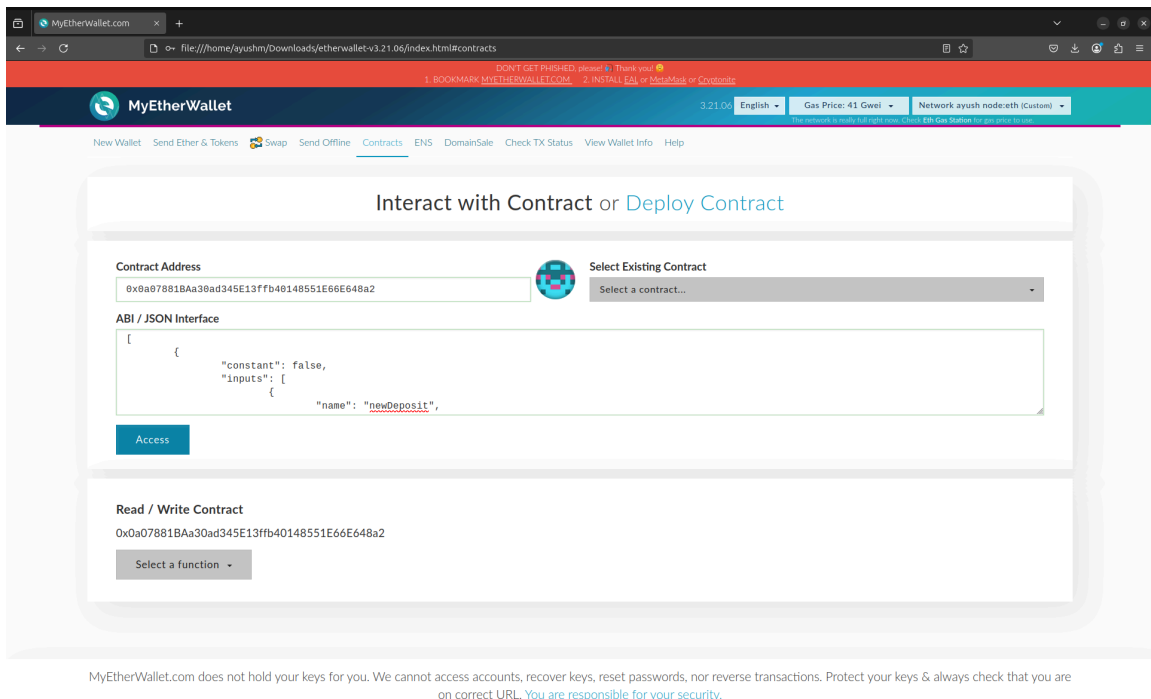 MyEtherWallet.com
file:///home/ayushm/Downloads/etherwallet-v3.21.06/index.html#contracts
DON'T GET PHISHED, please! Thank you!
1. BOOKMARK MYETHERWALLET.COM 2. INSTALL EAL or MetaMask or Cryptonite
MyEtherWallet
3.21.06 English Gas Price: 41 Gwei Network ayush node:eth (Custom)
The network is really full right now. Check Eth Gas Station for gas price to use.
New Wallet Send Ether & Tokens Swap Send Offline Contracts ENS DomainSale Check TX Status View Wallet Info Help
Interact with Contract or Deploy Contract
Contract Address
0x0a07881BAa30ad345E13ffb40148551E66E648a2
Select Existing Contract
Select a contract...
ABI / JSON Interface
[
{
"constant": false,
"inputs": [
{
"name": "newDeposit",
Access
Read / Write Contract
0x0a07881BAa30ad345E13ffb40148551E66E648a2
Select a function
MyEtherWallet.com does not hold your keys for you. We cannot access accounts, recover keys, reset passwords, nor reverse transactions. Protect your keys & always check that you are
on correct URL. You are responsible for your security.